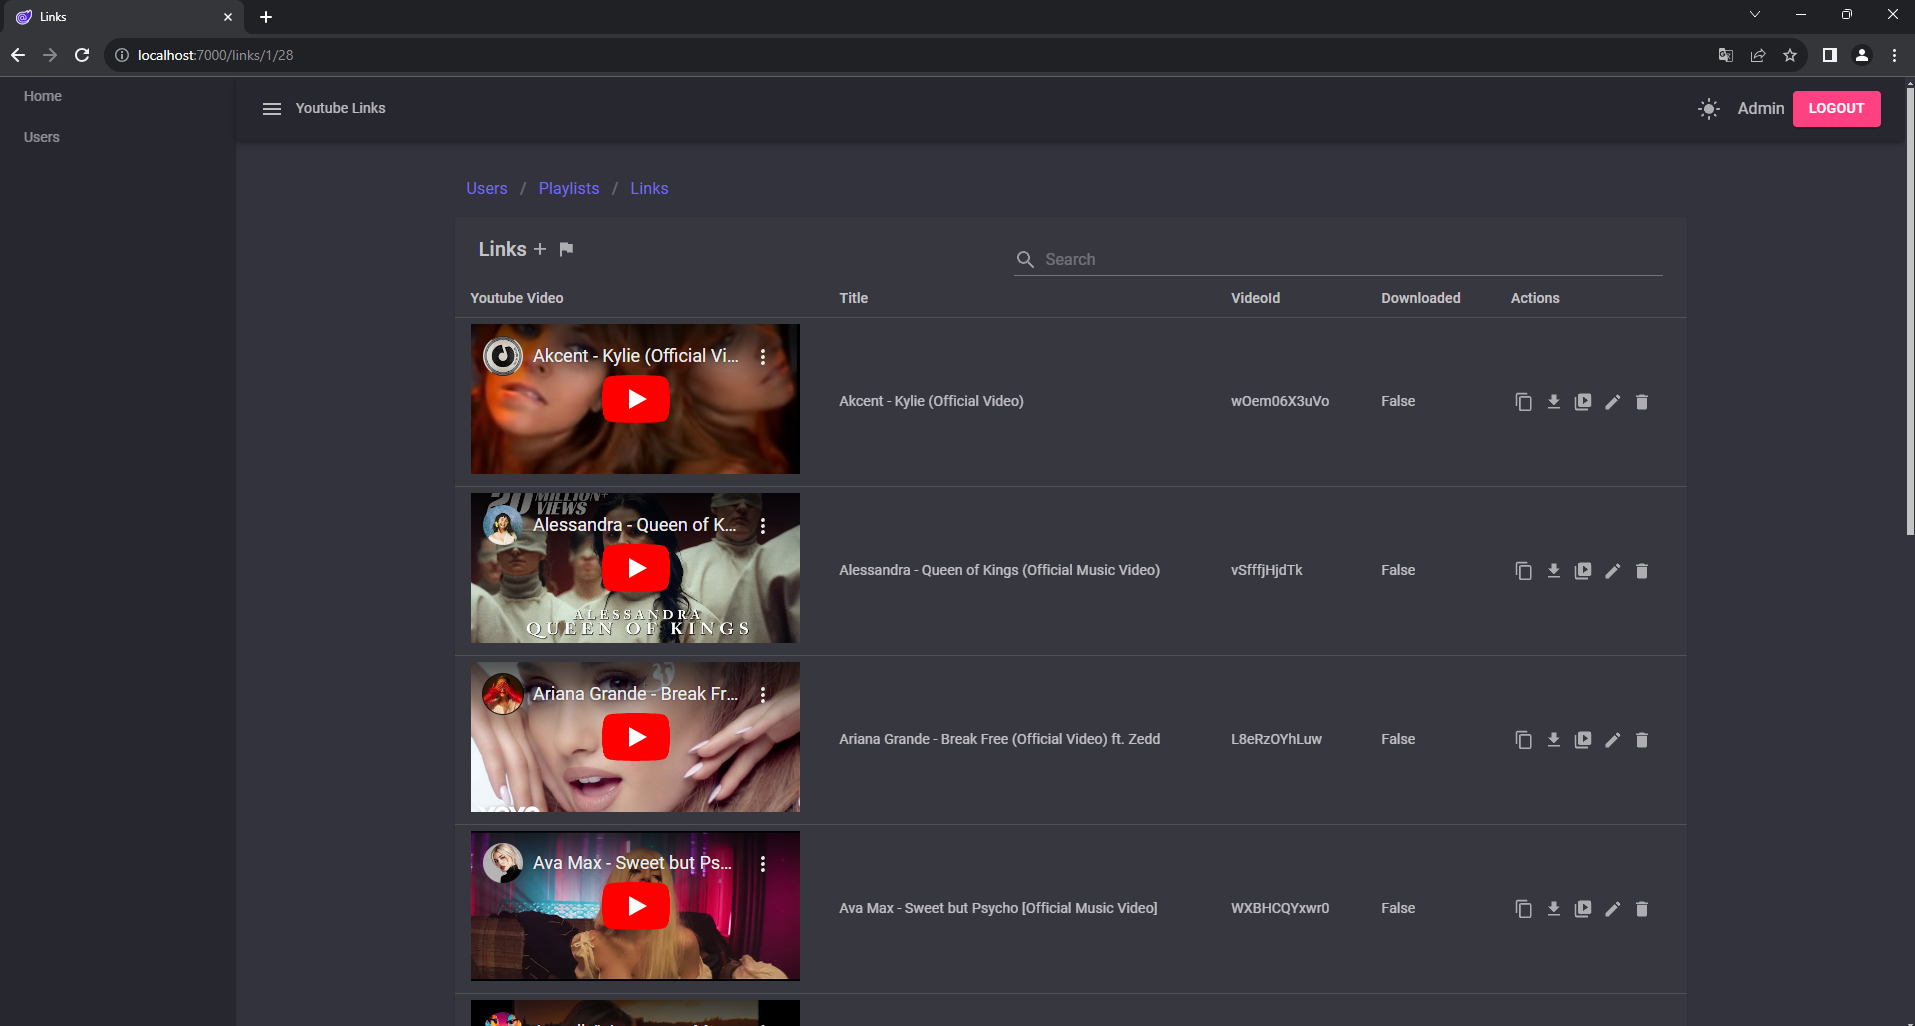 Links
localhost:7000/links/1/28
Home
Users
Youtube Links
Admin
LOGOUT
Users / Playlists / Links
Links
Search
Youtube Video Title VideoId Downloaded Actions
Akcent - Kylie (Official Vi...
Akcent - Kylie (Official Video) wOem06X3uVo False
20 MILLION+
VIEWS
Alessandra - Queen of K...
ALESSANDRA
QUEEN OF KINGS
Alessandra - Queen of Kings (Official Music Video) vSfffjHjdTk False
Ariana Grande - Break Fr...
vevo
Ariana Grande - Break Free (Official Video) ft. Zedd L8eRzOYhLuw False
Ava Max - Sweet but Ps...
Ava Max - Sweet but Psycho [Official Music Video] WXBHCQYxwr0 False